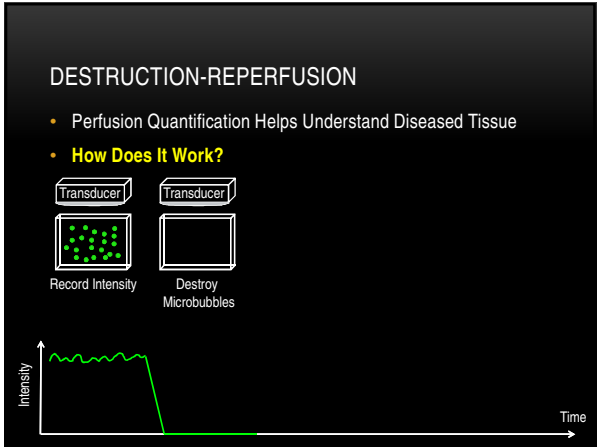 DESTRUCTION-REPERFUSION
• Perfusion Quantification Helps Understand Diseased Tissue
• How Does It Work?
Transducer
Transducer
Record Intensity
Destroy
Microbubbles
Intensity
Time